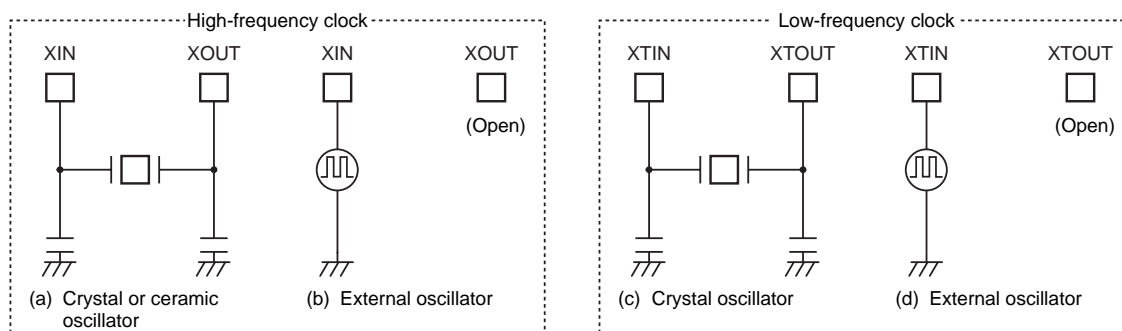 High-frequency clock
XIN XOUT XIN XOUT
(Open)
(a) Crystal or ceramic oscillator
(b) External oscillator
Low-frequency clock
XTIN XTOUT XTIN XTOUT
(Open)
(c) Crystal oscillator
(d) External oscillator